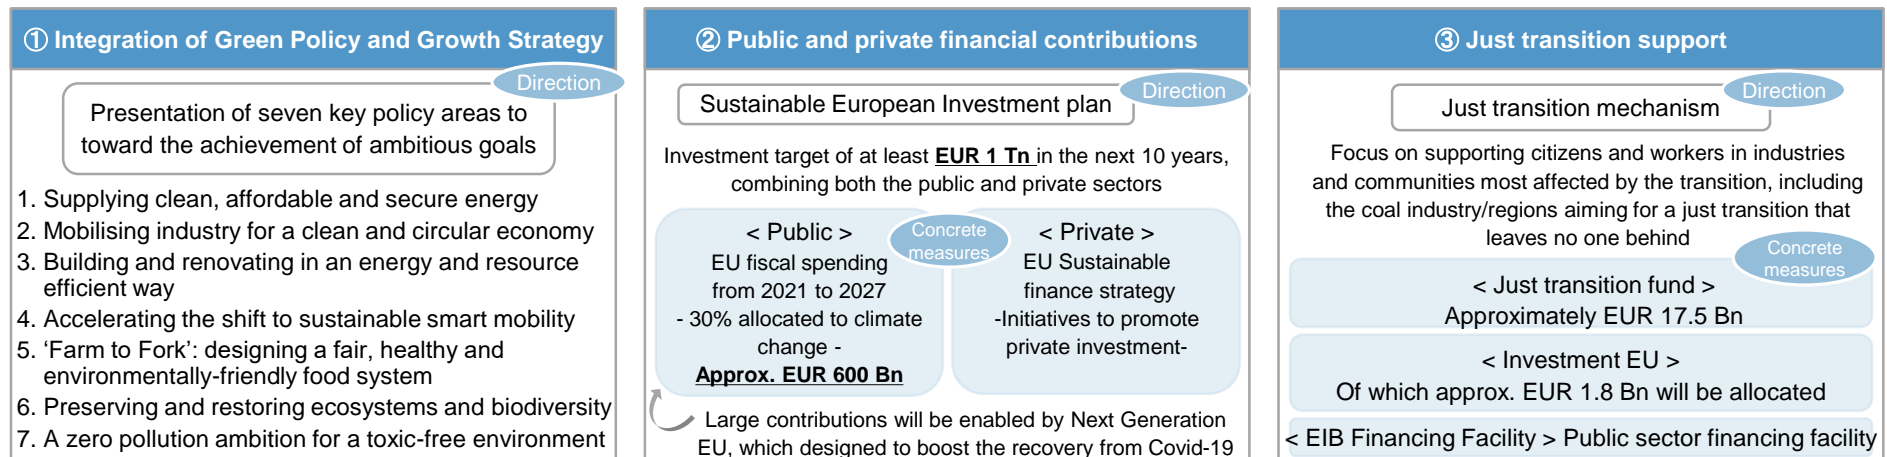 ① Integration of Green Policy and Growth Strategy
Direction
Presentation of seven key policy areas to
toward the achievement of ambitious goals
1. Supplying clean, affordable and secure energy
2. Mobilising industry for a clean and circular economy
3. Building and renovating in an energy and resource
efficient way
4. Accelerating the shift to sustainable smart mobility
5. ‘Farm to Fork’: designing a fair, healthy and
environmentally-friendly food system
6. Preserving and restoring ecosystems and biodiversity
7. A zero pollution ambition for a toxic-free environment
② Public and private financial contributions
Direction
Sustainable European Investment plan
Investment target of at least EUR 1 Tn in the next 10 years,
combining both the public and private sectors
Concrete
measures
< Public >
EU fiscal spending
from 2021 to 2027
- 30% allocated to climate
change -
Approx. EUR 600 Bn
< Private >
EU Sustainable
finance strategy
-Initiatives to promote
private investment-
Large contributions will be enabled by Next Generation
EU, which designed to boost the recovery from Covid-19
③ Just transition support
Direction
Just transition mechanism
Focus on supporting citizens and workers in industries
and communities most affected by the transition, including
the coal industry/regions aiming for a just transition that
leaves no one behind
Concrete
measures
< Just transition fund >
Approximately EUR 17.5 Bn
< Investment EU >
Of which approx. EUR 1.8 Bn will be allocated
< EIB Financing Facility > Public sector financing facility